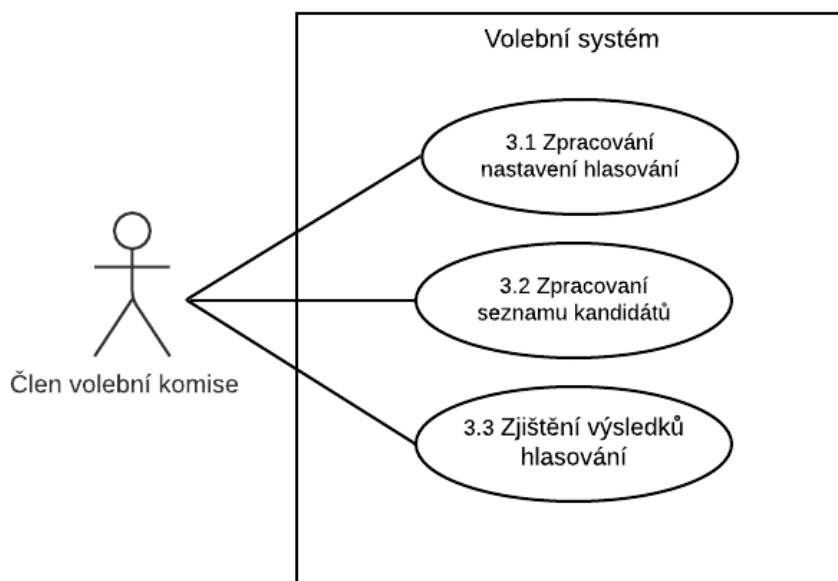 Volební systém
3.1 Zpracování
nastavení hlasování
3.2 Zpracovaní
seznamu kandidátů
Člen volební komise
3.3 Zjištění výsledků
hlasování